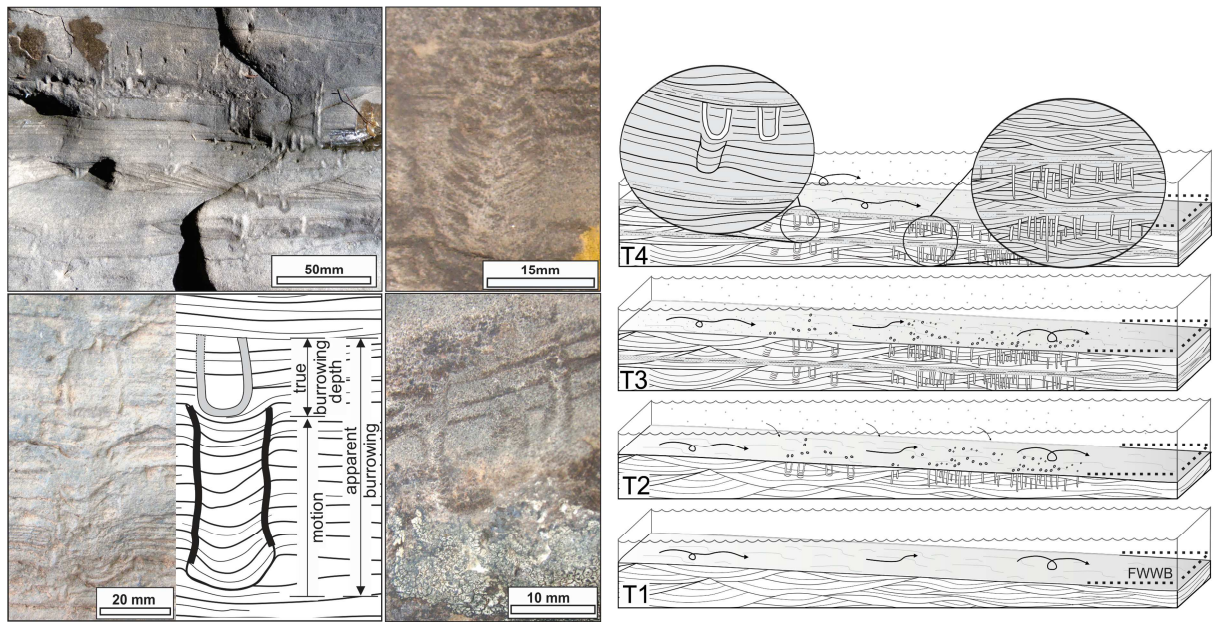 50mm
15mm
20 mm
true
burrowing
depth
motion
apparent
burrowing
10 mm
T4
T3
T2
T1
FWWB